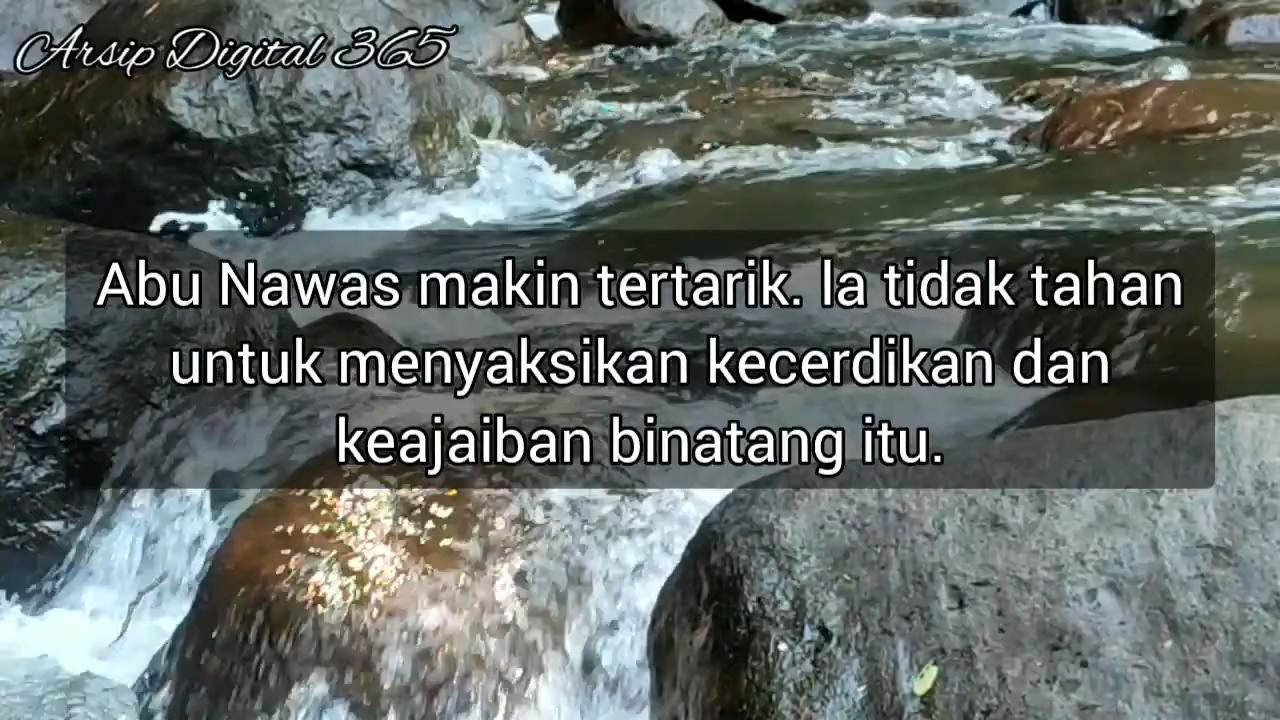 Arsip Digital 365
Abu Nawas makin tertarik. Ia tidak tahan
untuk menyaksikan kecerdikan dan
keajaiban binatang itu.